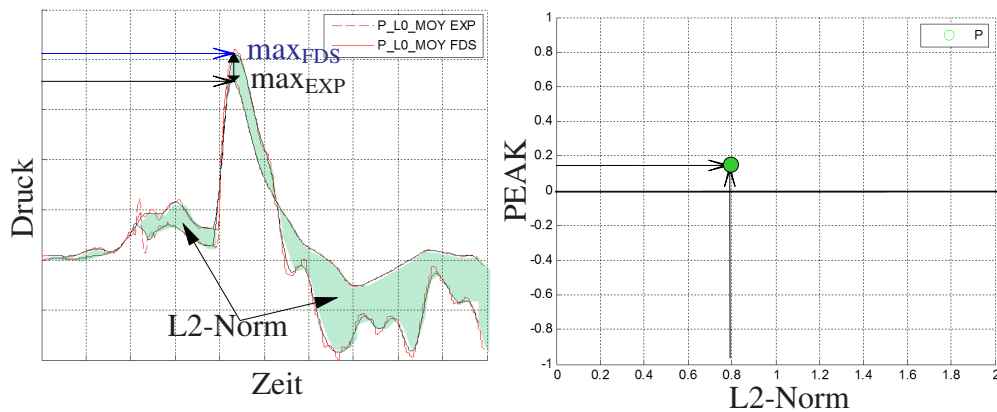 P_L0_MOY EXP
P_L0_MOY FDS
maxFDS
maxEXP
L2-Norm
Druck
Zeit
P
1
0.8
0.6
0.4
0.2
0
-0.2
-0.4
-0.6
-0.8
-1
0 0.2 0.4 0.6 0.8 1 1.2 1.4 1.6 1.8 2
PEAK
L2-Norm